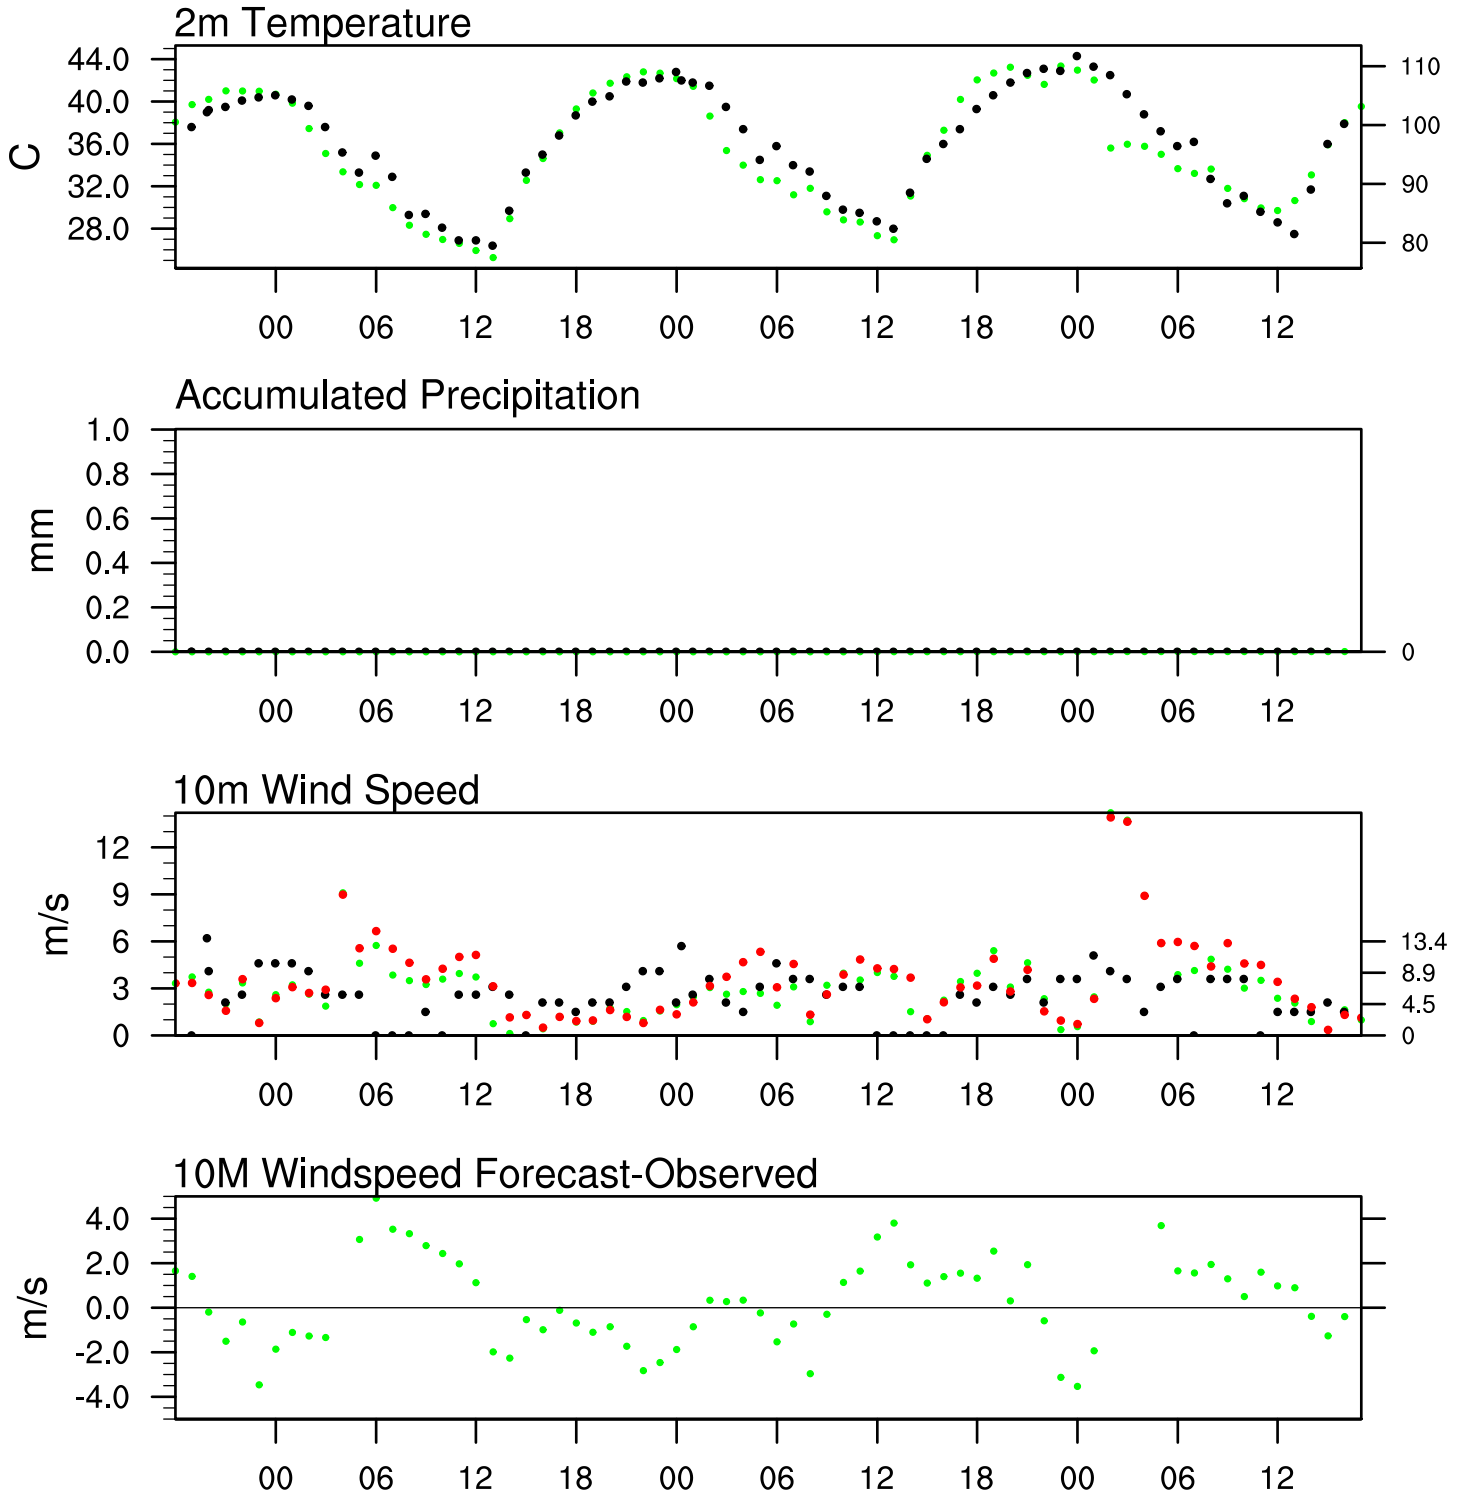 2m Temperature
44.0
40.0
36.0
32.0
28.0
C
110
100
90
80
00 06 12 18 00 06 12 18 00 06 12
Accumulated Precipitation
1.0
0.8
0.6
0.4
0.2
0.0
mm
0
00 06 12 18 00 06 12 18 00 06 12
10m Wind Speed
12
9
6
3
0
m/s
13.4
8.9
4.5
0
00 06 12 18 00 06 12 18 00 06 12
10M Windspeed Forecast-Observed
4.0
2.0
0.0
-2.0
-4.0
m/s
00 06 12 18 00 06 12 18 00 06 12